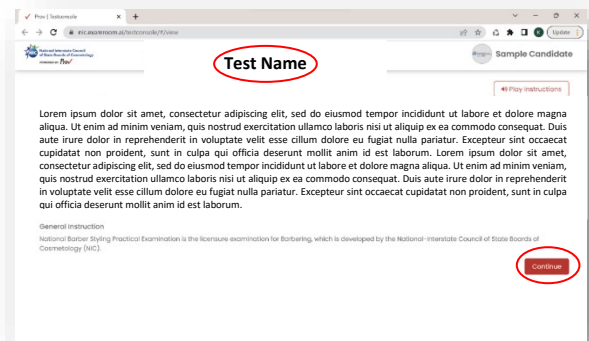 Prov | Testconsole
nic.examroom.ai/testconsole/#/view
Update
National Interstate Council
of State Boards of Cosmetology
POWERED BY Prov
Test Name
Sample Candidate
Play Instructions
Lorem ipsum dolor sit amet, consectetur adipiscing elit, sed do eiusmod tempor incididunt ut labore et dolore magna
aliqua. Ut enim ad minim veniam, quis nostrud exercitation ullamco laboris nisi ut aliquip ex ea commodo consequat. Duis
aute irure dolor in reprehenderit in voluptate velit esse cillum dolore eu fugiat nulla pariatur. Excepteur sint occaecat
cupidatat non proident, sunt in culpa qui officia deserunt mollit anim id est laborum. Lorem ipsum dolor sit amet,
consectetur adipiscing elit, sed do eiusmod tempor incididunt ut labore et dolore magna aliqua. Ut enim ad minim veniam,
quis nostrud exercitation ullamco laboris nisi ut aliquip ex ea commodo consequat. Duis aute irure dolor in reprehenderit
in voluptate velit esse cillum dolore eu fugiat nulla pariatur. Excepteur sint occaecat cupidatat non proident, sunt in culpa
qui officia deserunt mollit anim id est laborum.
General Instruction
National Barber Styling Practical Examination is the licensure examination for Barbering, which is developed by the National-Interstate Council of State Boards of
Cosmetology (NIC).
Continue